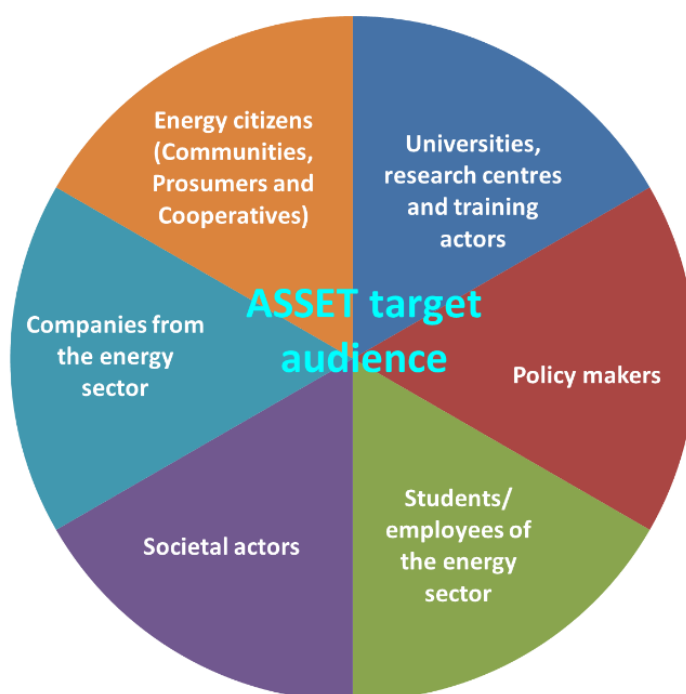 Energy citizens
(Communities,
Prosumers and
Cooperatives)
Universities,
research centres
and training
actors
ASSET target
audience
Companies from
the energy
sector
Policy makers
Societal actors
Students/
employees of
the energy
sector